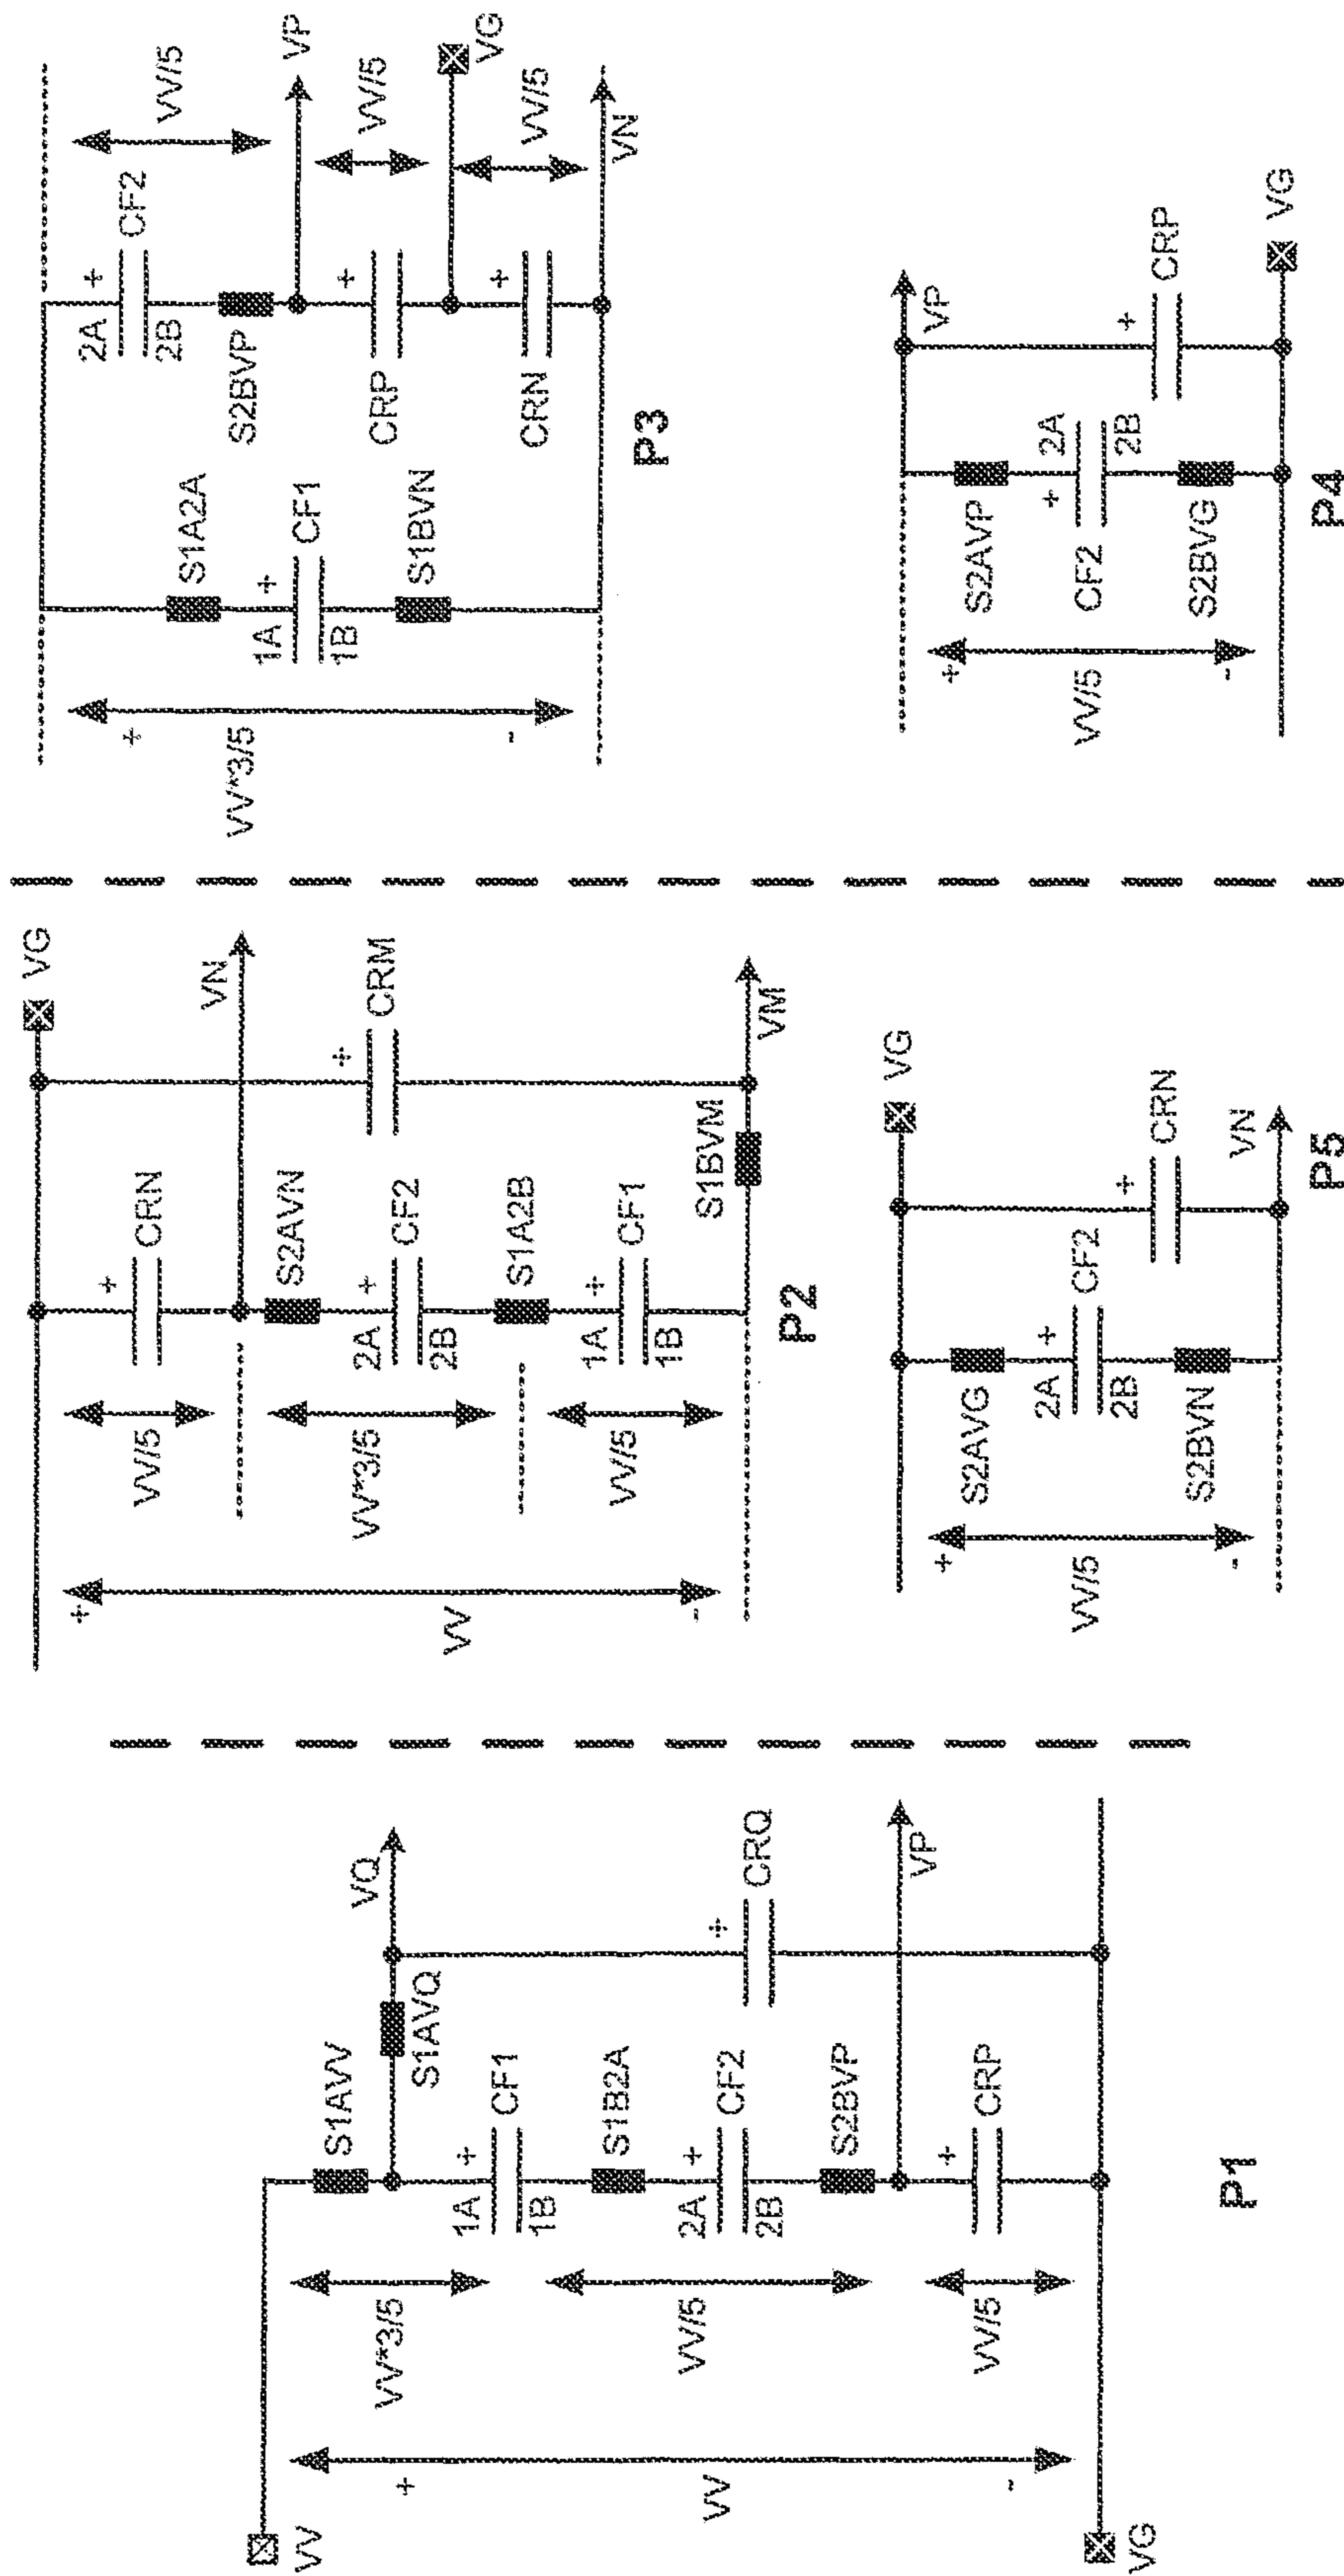 VV
VG
VV
+
-
VV*3/5
VV/5
VV/5
S1AVV
S1AVQ
VQ
1A
+
CF1
1B
S1B2A
2A
+
CF2
2B
S2BVP
VP
+
CRP
+
CRQ
P1
VG
+
VV
-
VV/5
VV*3/5
VV/5
+
CRN
VN
S2AVN
2A
+
CF2
2B
S1A2B
1A
+
CF1
1B
+
CRM
S1BVM
VM
P2
VV*3/5
+
-
S1A2A
1A
+
CF1
1B
S1BVN
2A
+
CF2
2B
S2BVP
VV/5
VP
+
CRP
VV/5
VG
+
CRN
VV/5
VN
P3
VV/5
+
-
S2AVP
+
2A
CF2
2B
S2BVG
VP
+
CRP
VG
P4
VV/5
+
-
S2AVG
2A
+
CF2
2B
S2BVN
VG
+
CRN
VN
P5